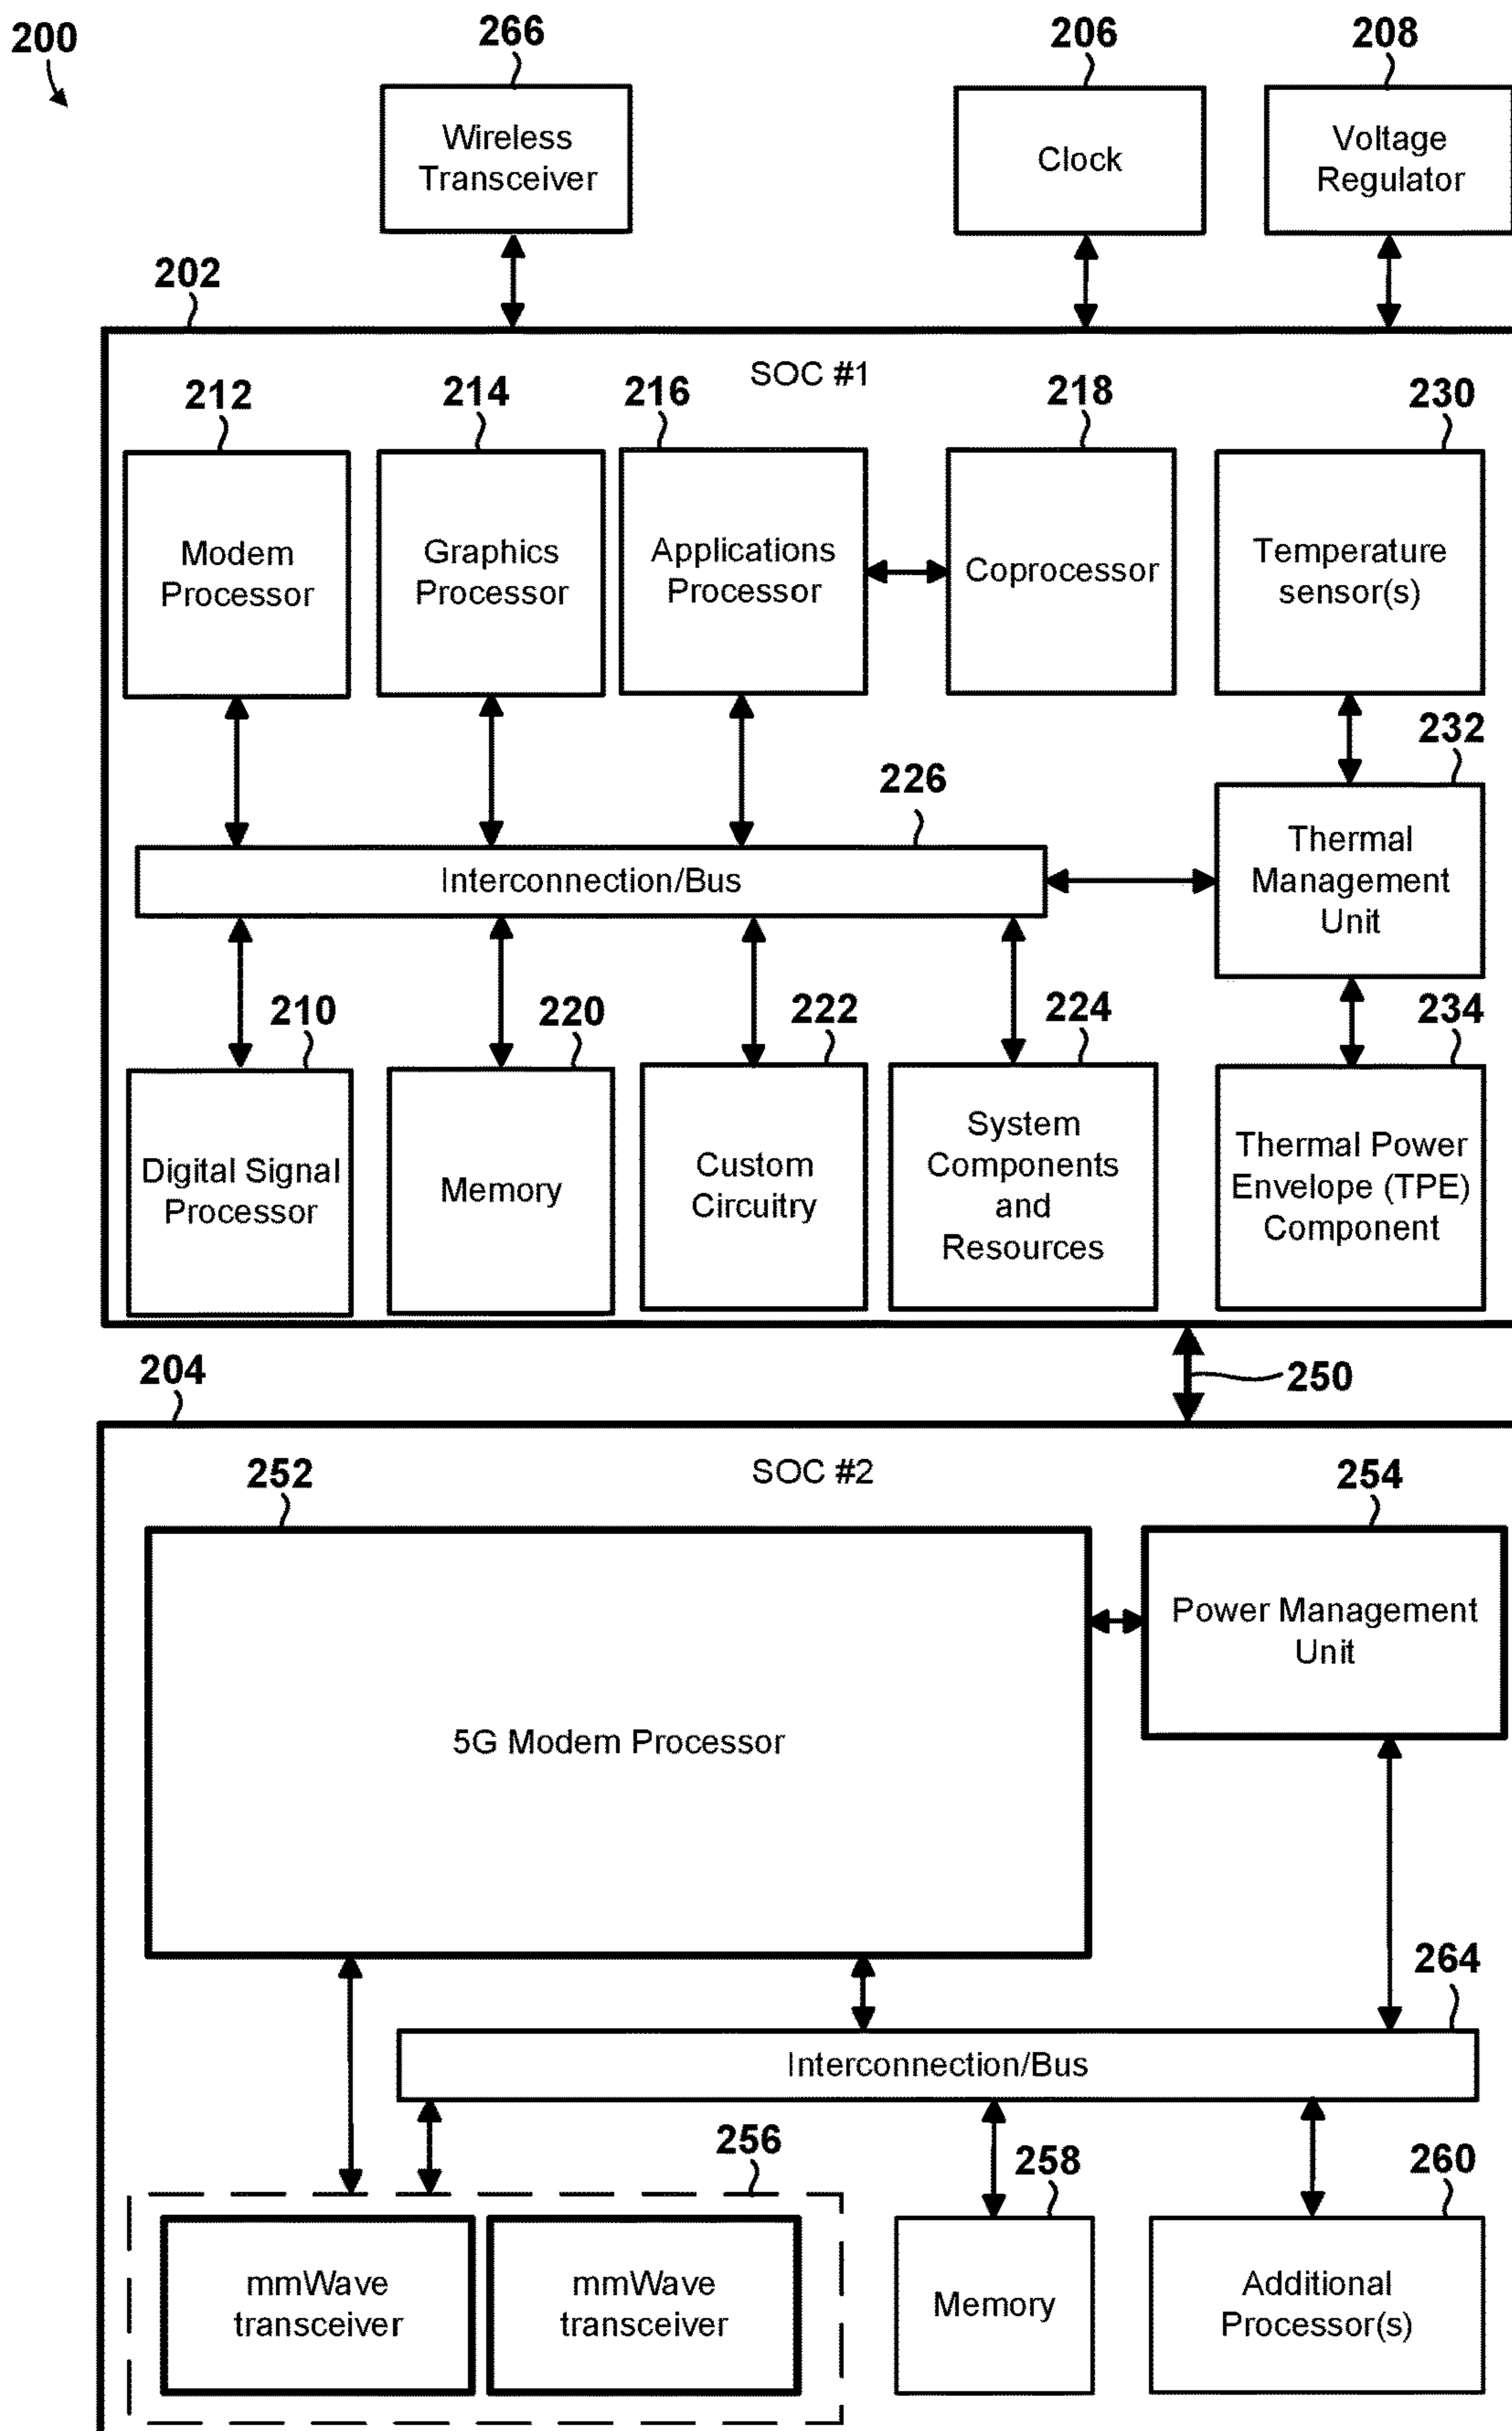 200
266
206
208
Wireless
Transceiver
Clock
Voltage
Regulator
202
SOC #1
212
214
216
218
230
Modem
Processor
Graphics
Processor
Applications
Processor
Coprocessor
Temperature
sensor(s)
232
226
Interconnection/Bus
Thermal
Management
Unit
210
220
222
224
234
Digital Signal
Processor
Memory
Custom
Circuitry
System
Components
and
Resources
Thermal Power
Envelope (TPE)
Component
250
204
SOC #2
252
254
5G Modem Processor
Power Management
Unit
264
Interconnection/Bus
256
258
260
mmWave
transceiver
mmWave
transceiver
Memory
Additional
Processor(s)